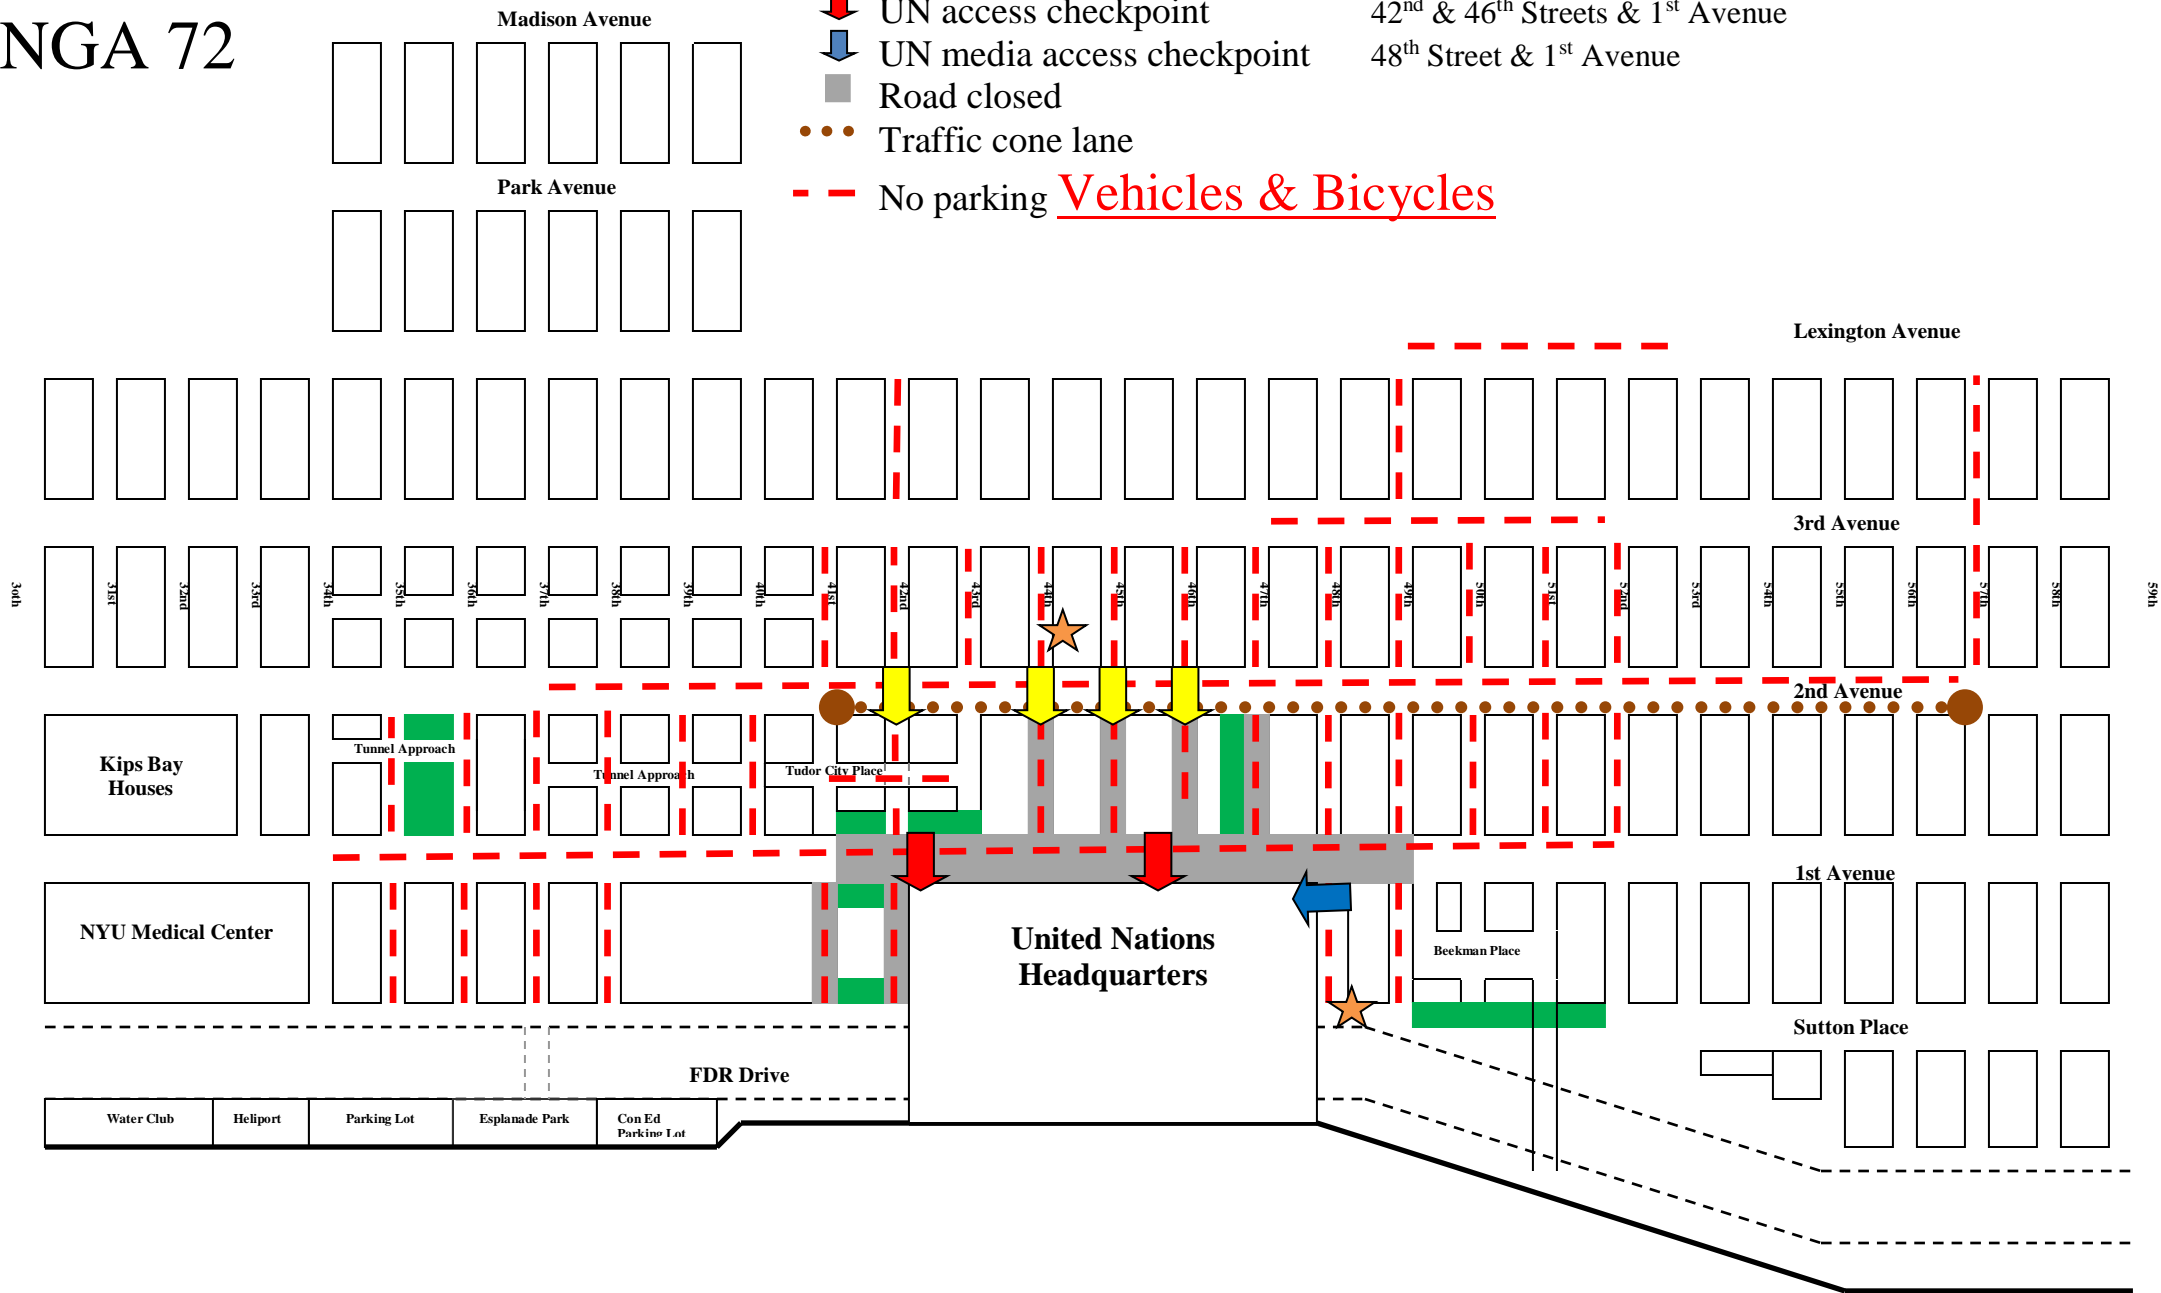 NGA 72
Madison Avenue
UN access checkpoint 42nd & 46th Streets & 1st Avenue
UN media access checkpoint 48th Street & 1st Avenue
Road closed
Traffic cone lane
Park Avenue
No parking Vehicles & Bicycles
Lexington Avenue
3rd Avenue
30th 31st 32nd 33rd 34th 35th 36th 37th 38th 39th 40th 41st 42nd 43rd 44th 45th 46th 47th 48th 49th 50th 51st 52nd 53rd 54th 55th 56th 57th 58th 59th
2nd Avenue
Tunnel Approach
Kips Bay
Houses
Tunnel Approach
Tudor City Place
1st Avenue
NYU Medical Center
United Nations
Headquarters
Beekman Place
Sutton Place
FDR Drive
Water Club
Heliport
Parking Lot
Esplanade Park
Con Ed
Parking Lot